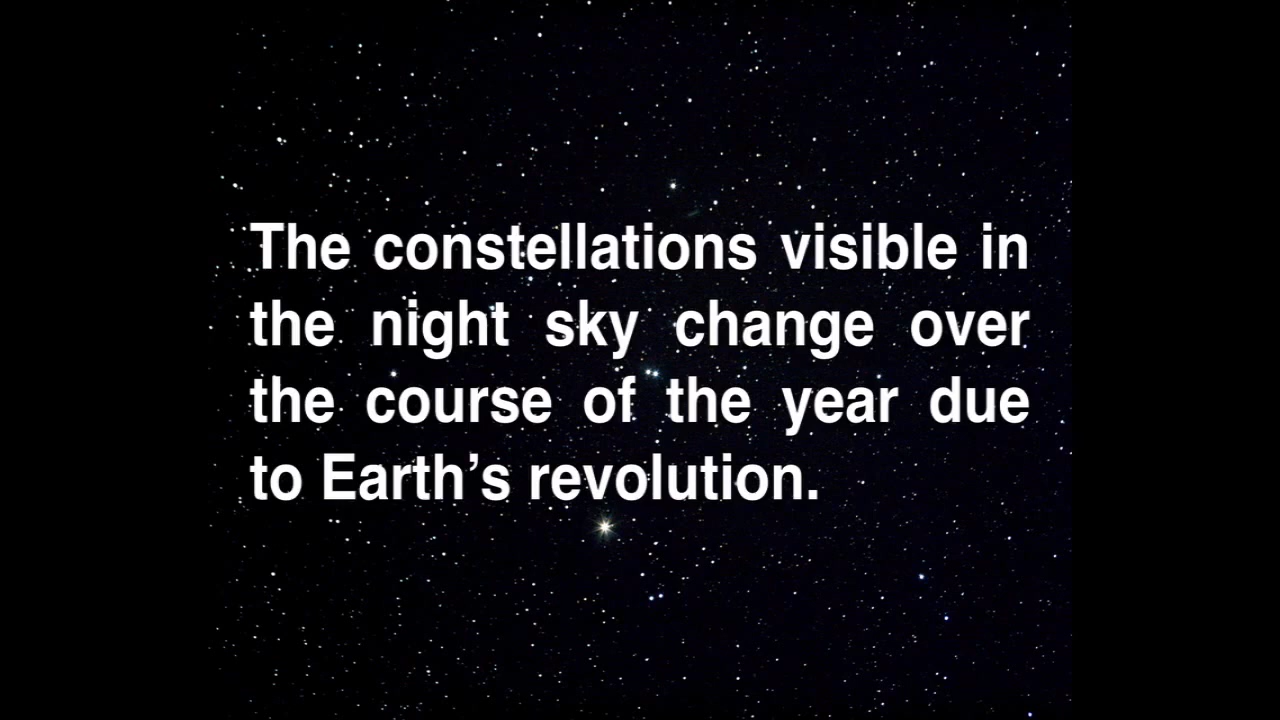 The constellations visible in
the night sky change over
the course of the year due
to Earth's revolution.